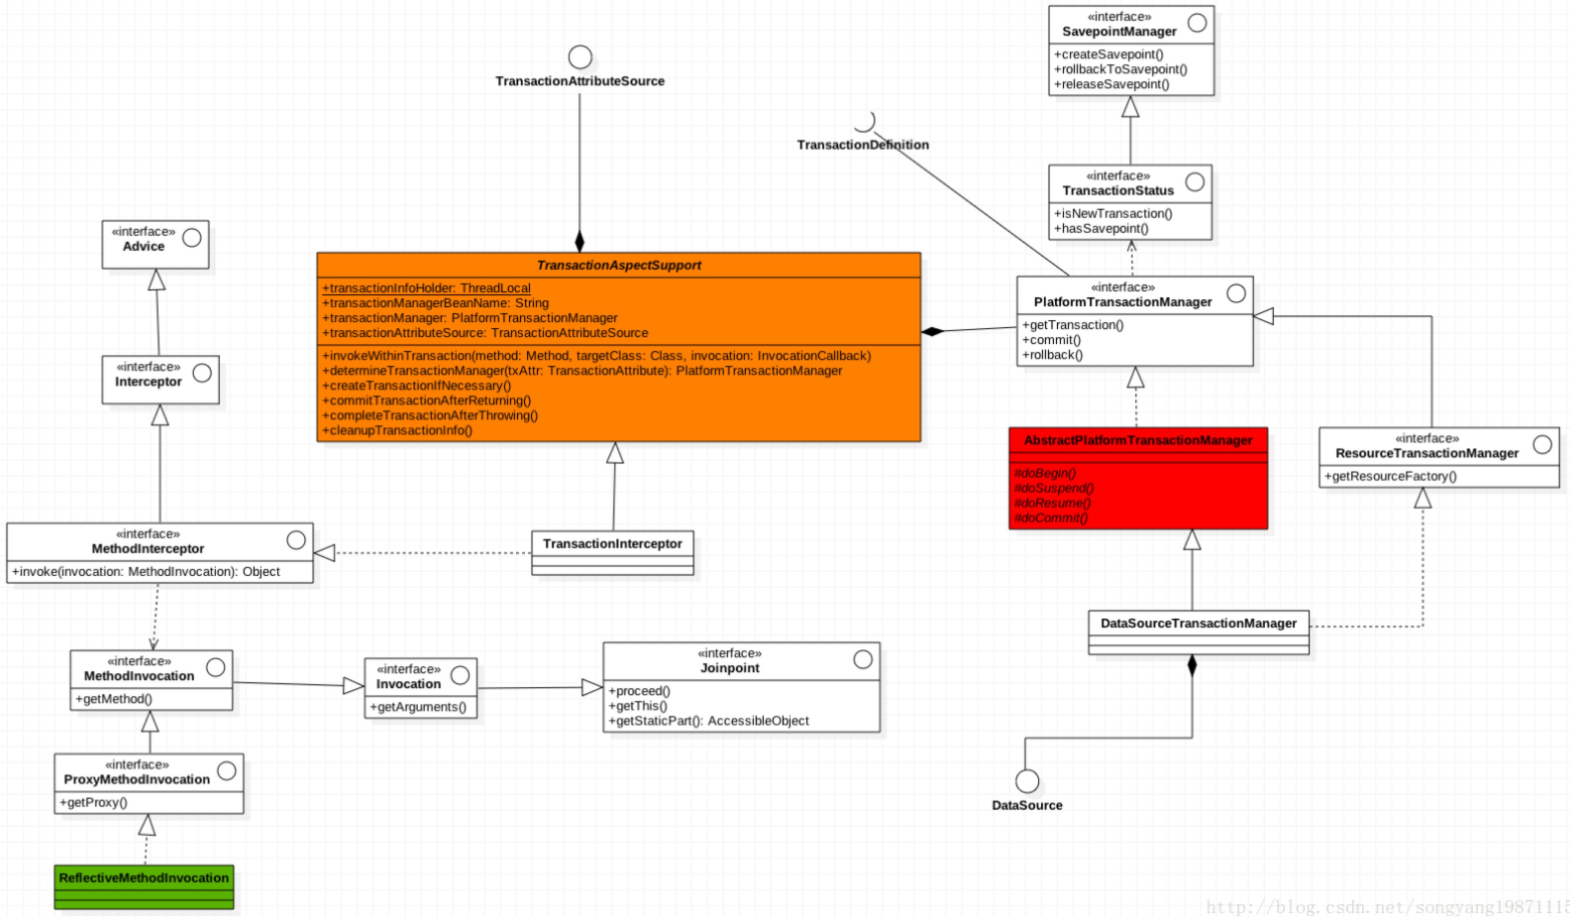 «interface»
SavepointManager
+createSavepoint()
+rollbackToSavepoint()
+releaseSavepoint()
TransactionAttributeSource
TransactionDefinition
«interface»
TransactionStatus
+isNewTransaction()
+hasSavepoint()
«interface»
Advice
TransactionAspectSupport
+transactionInfoHolder: ThreadLocal
+transactionManagerBeanName: String
+transactionManager: PlatformTransactionManager
+transactionAttributeSource: TransactionAttributeSource
+invokeWithinTransaction(method: Method, targetClass: Class, invocation: InvocationCallback)
+determineTransactionManager(txAttr: TransactionAttribute): PlatformTransactionManager
+createTransactionIfNecessary()
+commitTransactionAfterReturning()
+completeTransactionAfterThrowing()
+cleanupTransactionInfo()
«interface»
PlatformTransactionManager
+getTransaction()
+commit()
+rollback()
«interface»
Interceptor
AbstractPlatformTransactionManager
#doBegin()
#doSuspend()
#doResume()
#doCommit()
«interface»
ResourceTransactionManager
+getResourceFactory()
«interface»
MethodInterceptor
+invoke(invocation: MethodInvocation): Object
TransactionInterceptor
DataSourceTransactionManager
«interface»
MethodInvocation
+getMethod()
«interface»
Invocation
+getArguments()
«interface»
Joinpoint
+proceed()
+getThis()
+getStaticPart(): AccessibleObject
«interface»
ProxyMethodInvocation
+getProxy()
DataSource
ReflectiveMethodInvocation
http://blog.csdn.net/songyang19871115